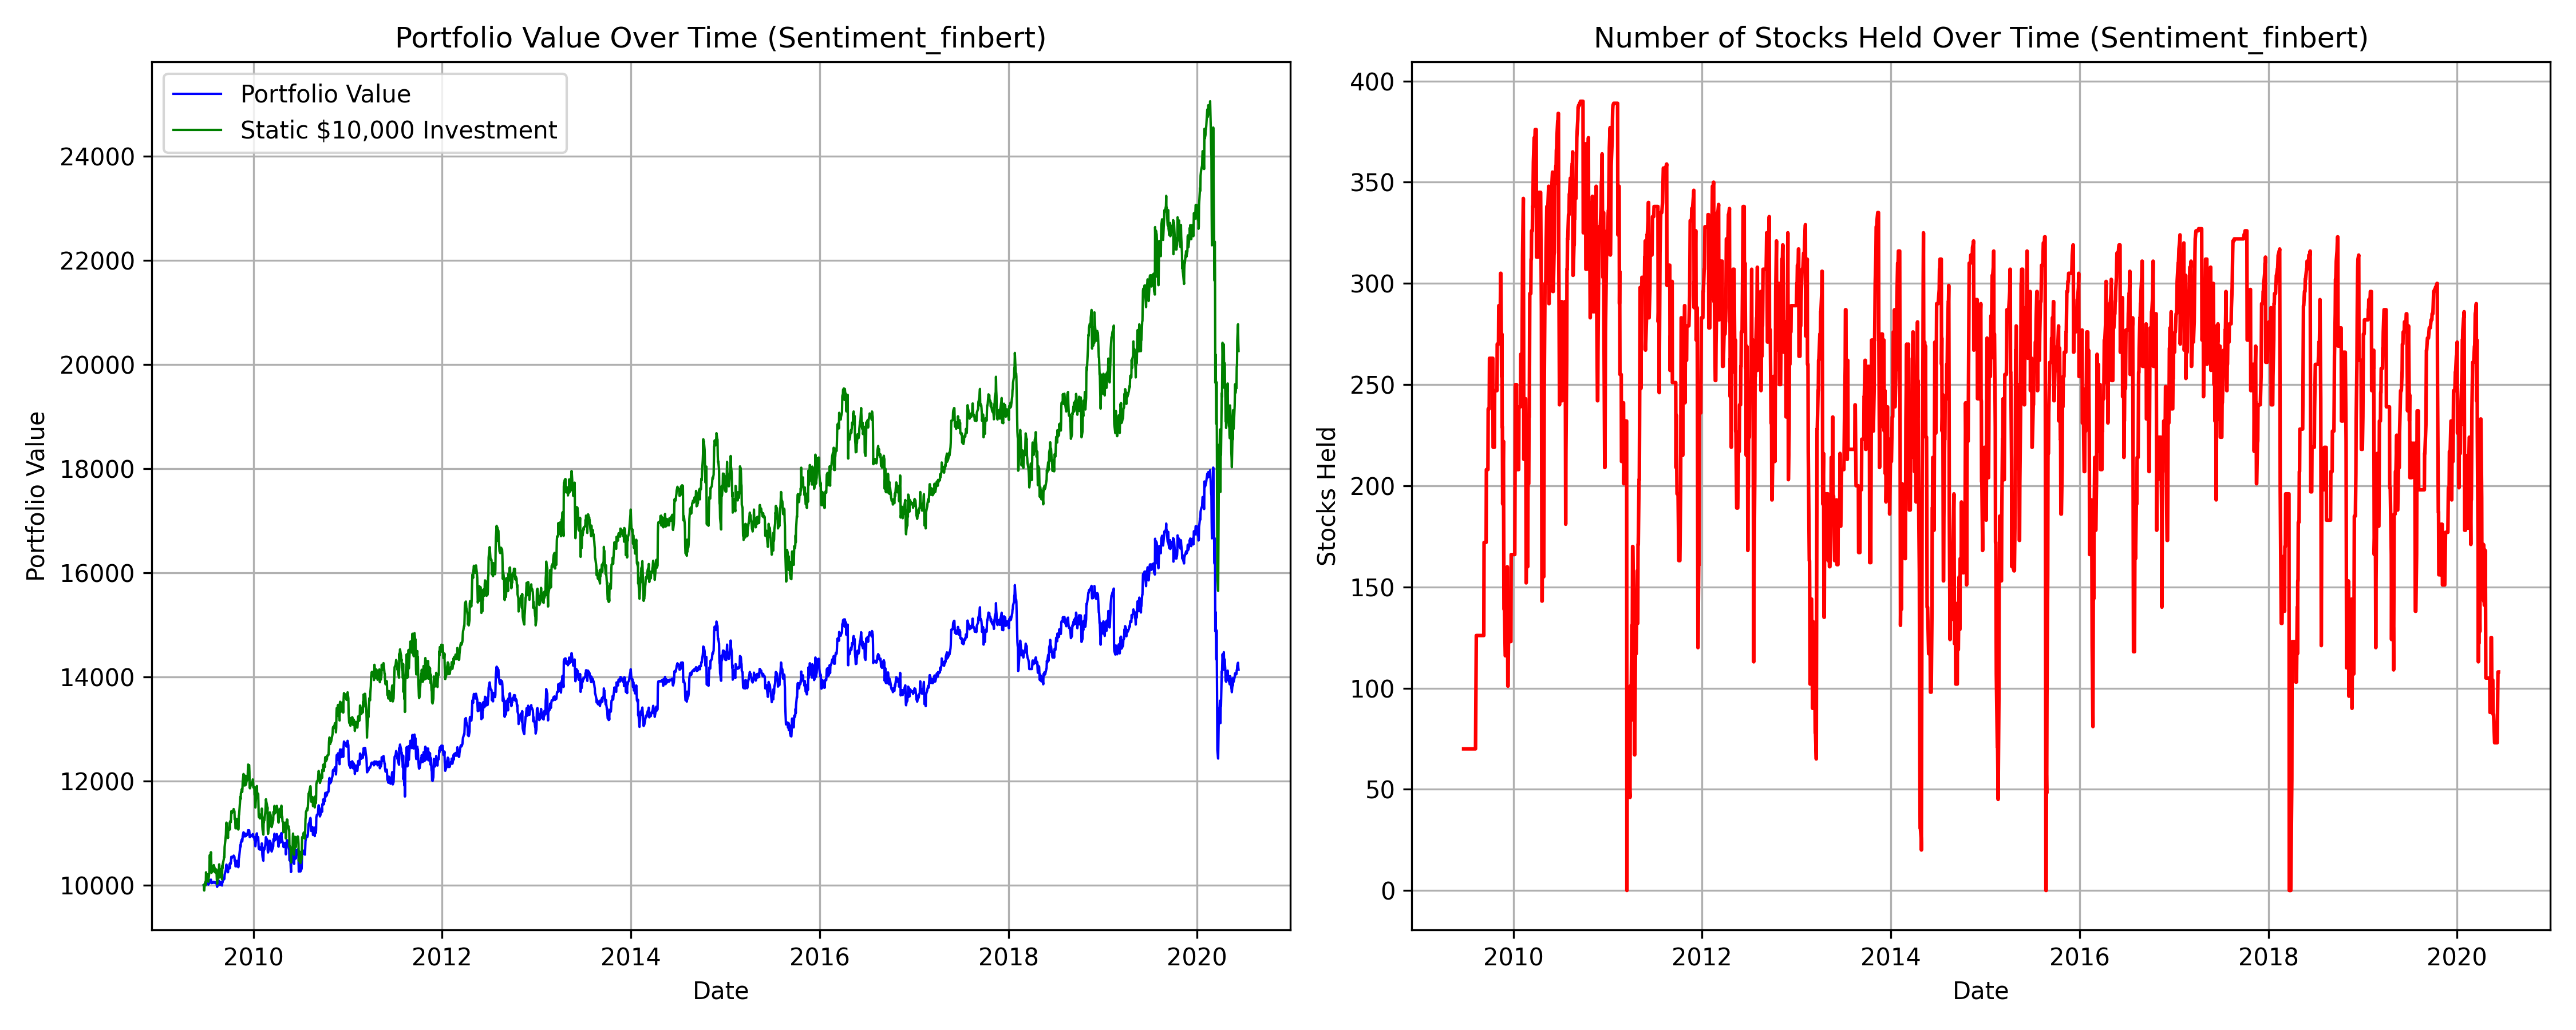 Portfolio Value Over Time (Sentiment_finbert)
Portfolio Value
Static $10,000 Investment
24000
22000
20000
18000
16000
14000
12000
10000
Portfolio Value
2010 2012 2014 2016 2018 2020
Date
Number of Stocks Held Over Time (Sentiment_finbert)
400
350
300
250
200
150
100
50
0
Stocks Held
2010 2012 2014 2016 2018 2020
Date